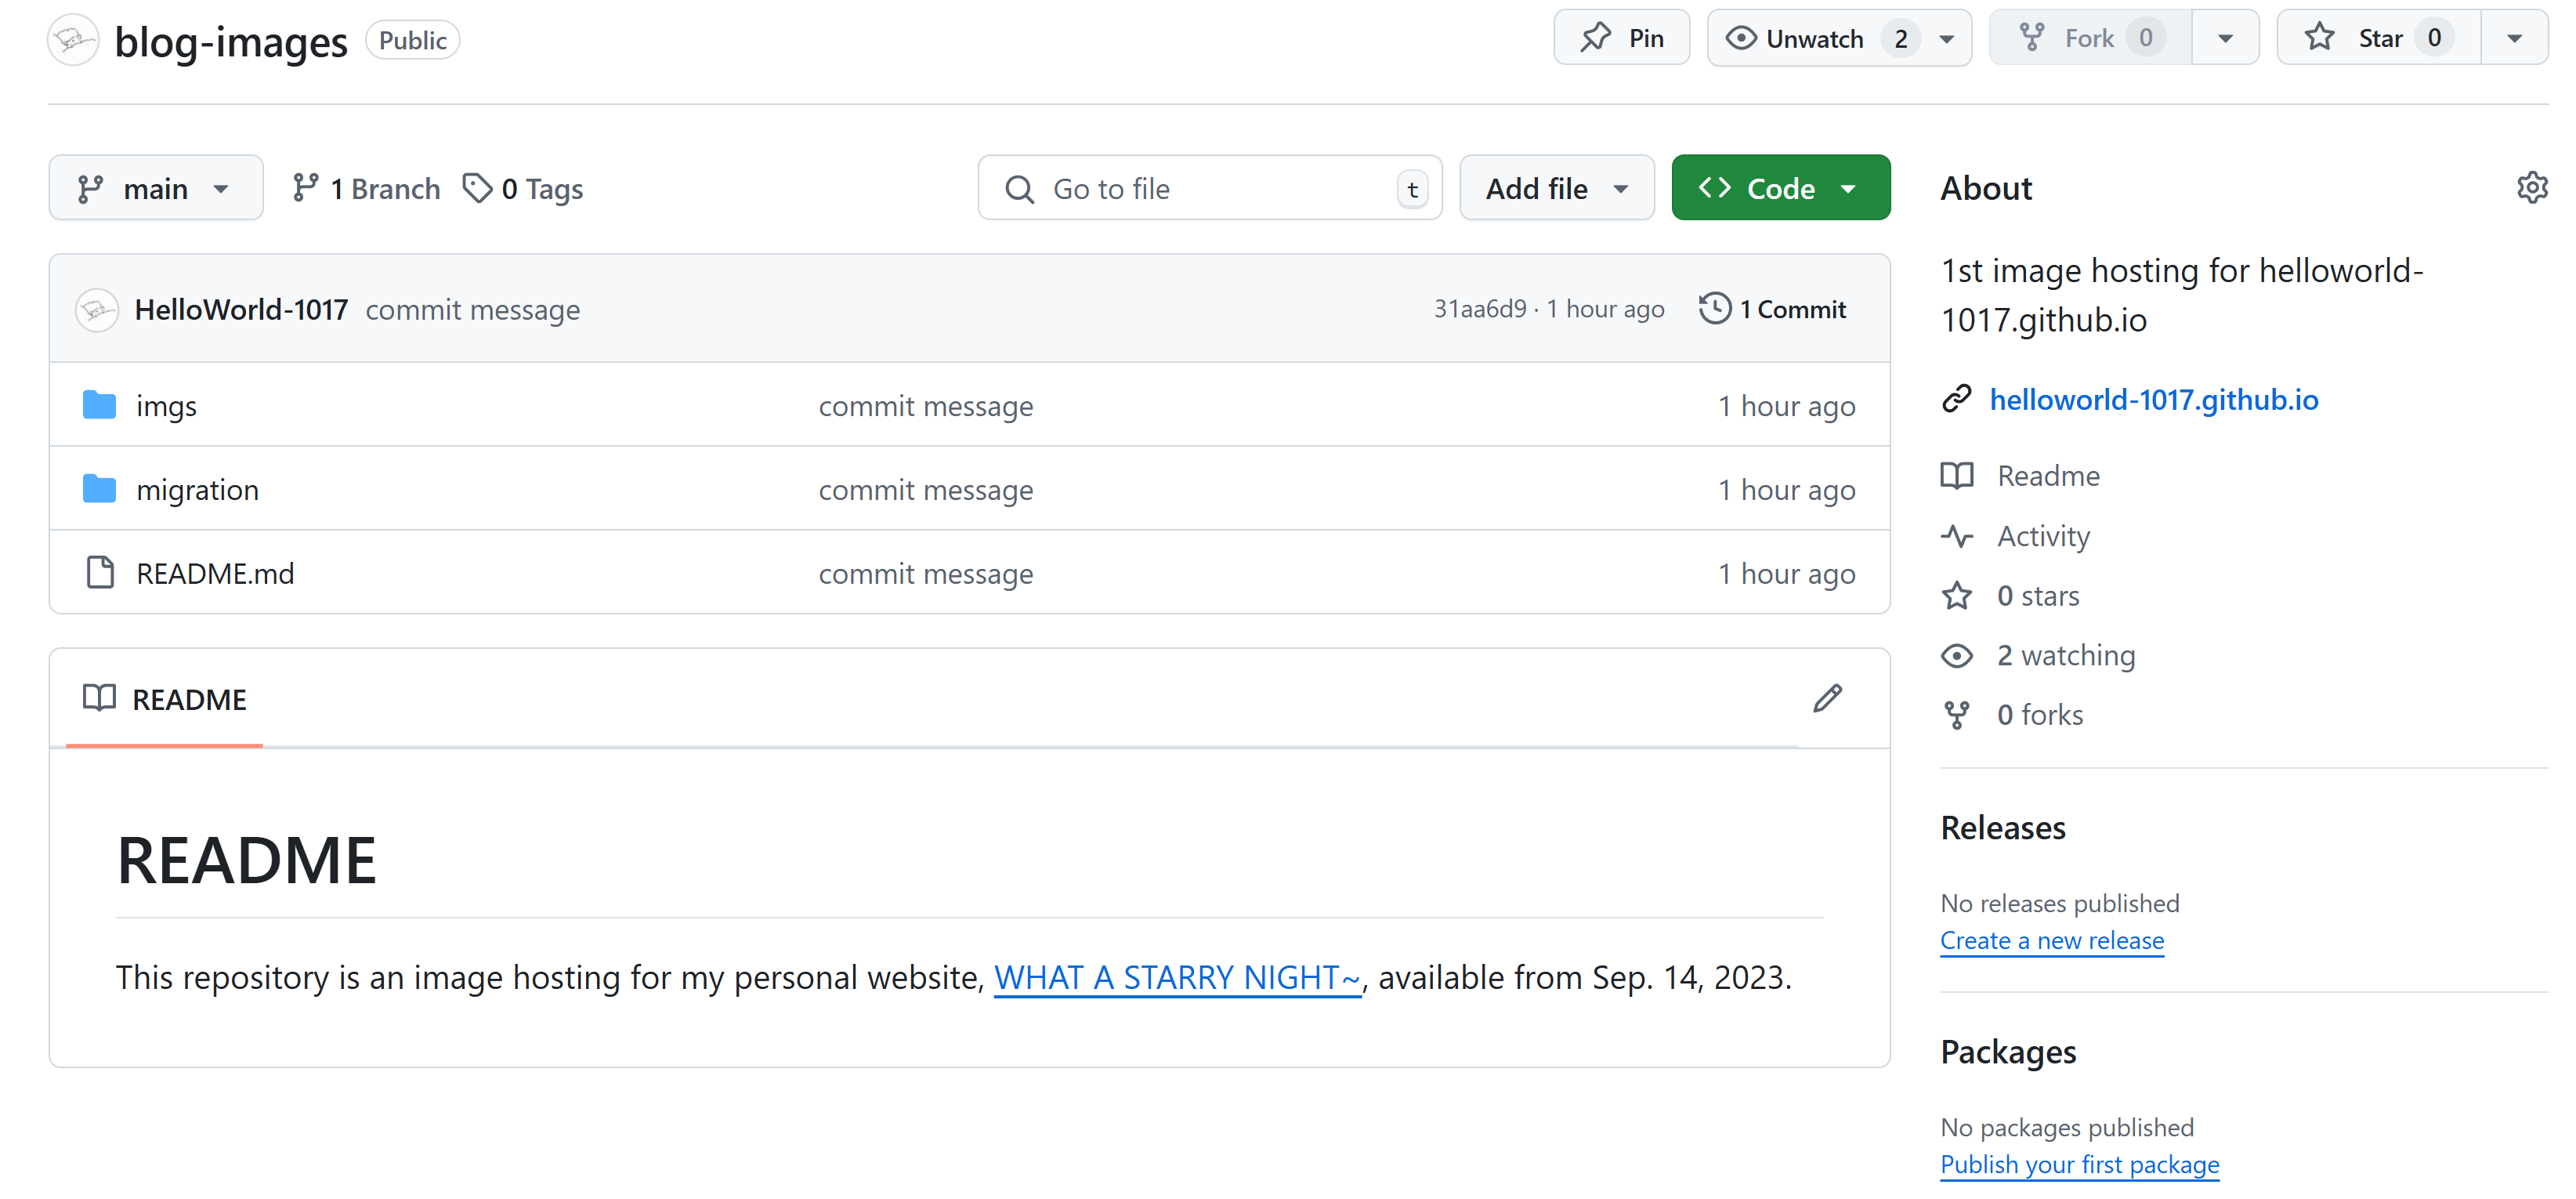 blog-images Public
Pin
Unwatch 2
Fork 0
Star 0
main
1 Branch
0 Tags
Go to file
t
Add file
Code
HelloWorld-1017 commit message
31aa6d9 · 1 hour ago
1 Commit
imgs commit message 1 hour ago
migration commit message 1 hour ago
README.md commit message 1 hour ago
README
README
This repository is an image hosting for my personal website, WHAT A STARRY NIGHT~, available from Sep. 14, 2023.
About
1st image hosting for helloworld-
1017.github.io
helloworld-1017.github.io
Readme
Activity
0 stars
2 watching
0 forks
Releases
No releases published
Create a new release
Packages
No packages published
Publish your first package